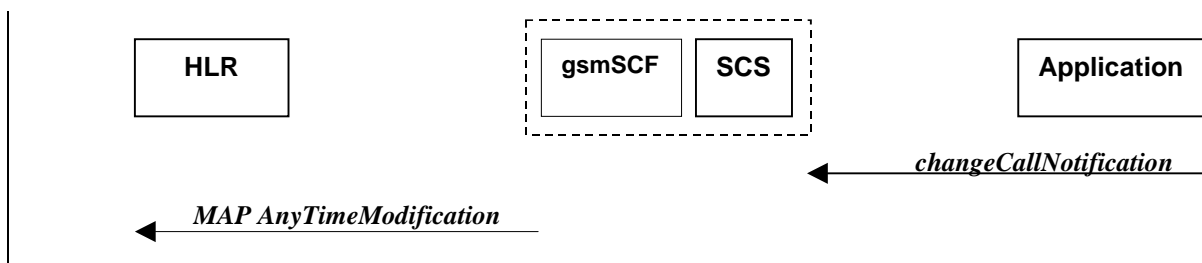 HLR
gsmSCF
SCS
Application
changeCallNotification
MAP AnyTimeModification